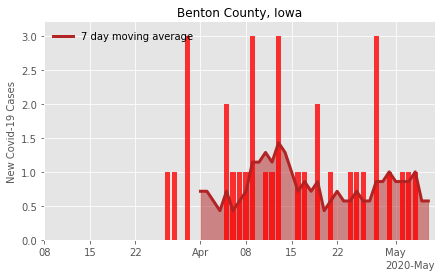 Benton County, Iowa
7 day moving average
New Covid-19 Cases
3.0
2.5
2.0
1.5
1.0
0.5
0.0
08 15 22 Apr 08 15 22 May
2020-May